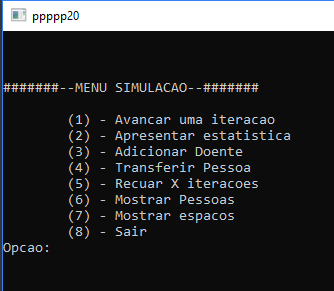 ppppp20
#######--MENU SIMULACAO--#######
(1) - Avancar uma iteracao
(2) - Apresentar estatistica
(3) - Adicionar Doente
(4) - Transferir Pessoa
(5) - Recuar X iteracoes
(6) - Mostrar Pessoas
(7) - Mostrar espacos
(8) - Sair
Opcao: